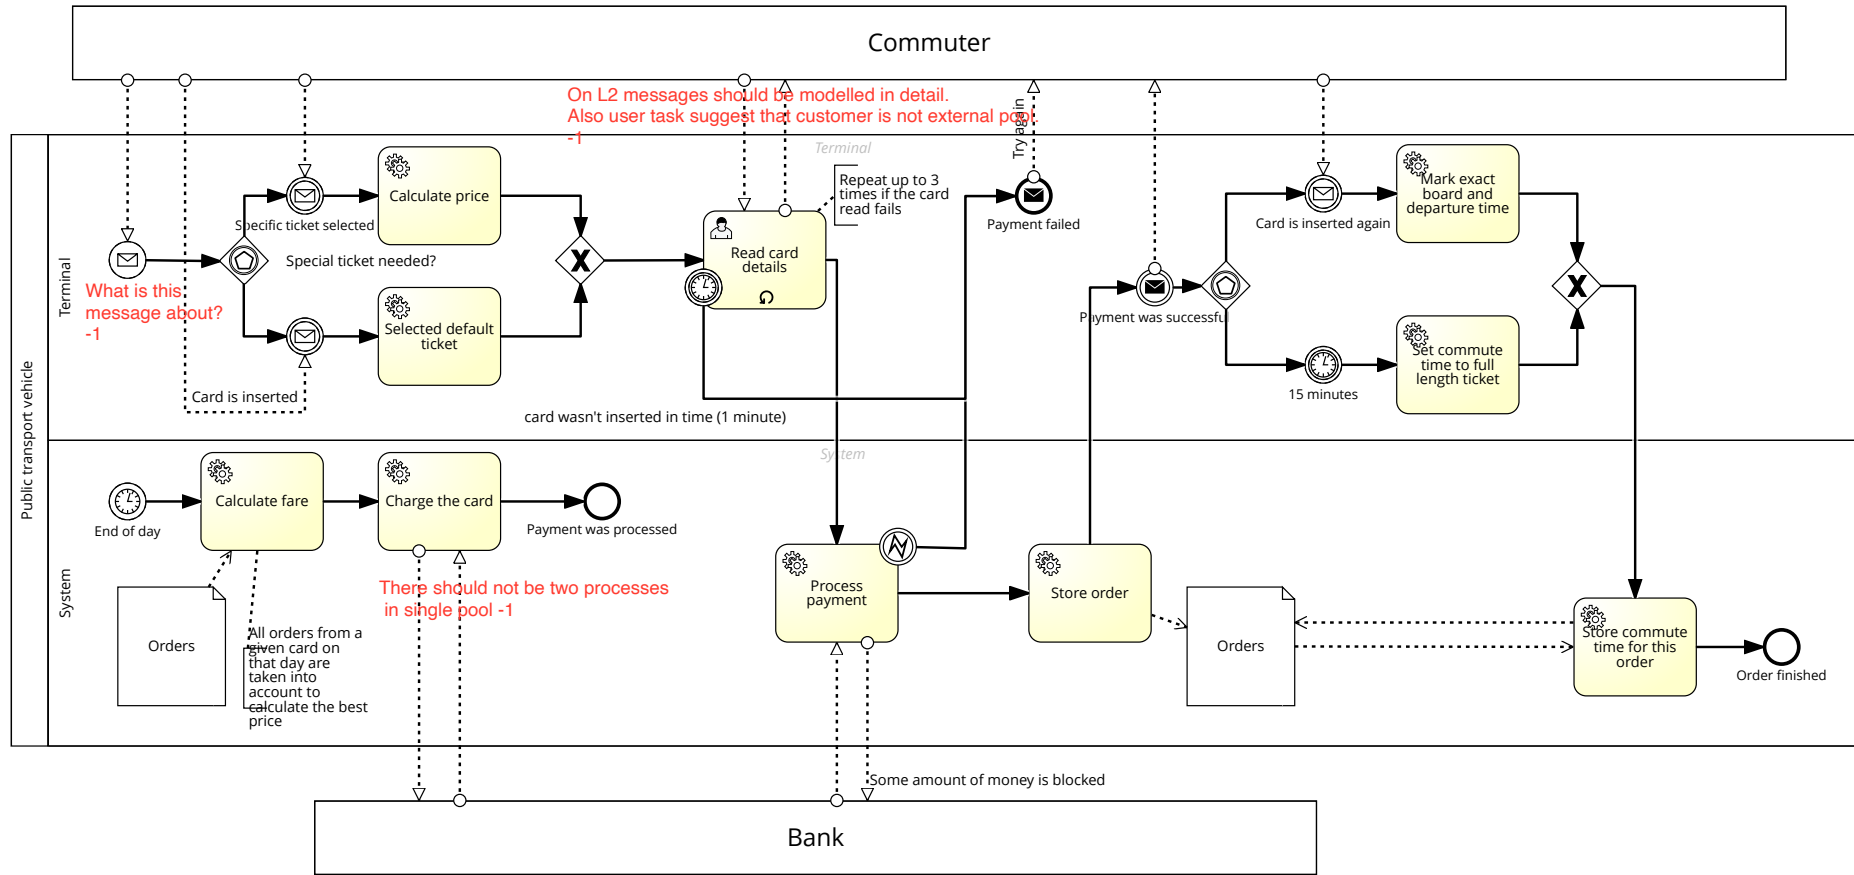 Commuter
On L2 messages should be modelled in detail.
Also user task suggest that customer is not external pool.
-1
Try again
Terminal
Public transport vehicle
Terminal
What is this
message about?
-1
Specific ticket selected
Calculate price
Special ticket needed?
Selected default
ticket
Card is inserted
Read card
details
Repeat up to 3
times if the card
read fails
card wasn't inserted in time (1 minute)
Payment failed
Payment was successful
Card is inserted again
Mark exact
board and
departure time
15 minutes
Set commute
time to full
length ticket
System
System
End of day
Calculate fare
Charge the card
Payment was processed
There should not be two processes
in single pool -1
Orders
All orders from a
given card on
that day are
taken into
account to
calculate the best
price
Process
payment
Store order
Orders
Store commute
time for this
order
Order finished
Some amount of money is blocked
Bank